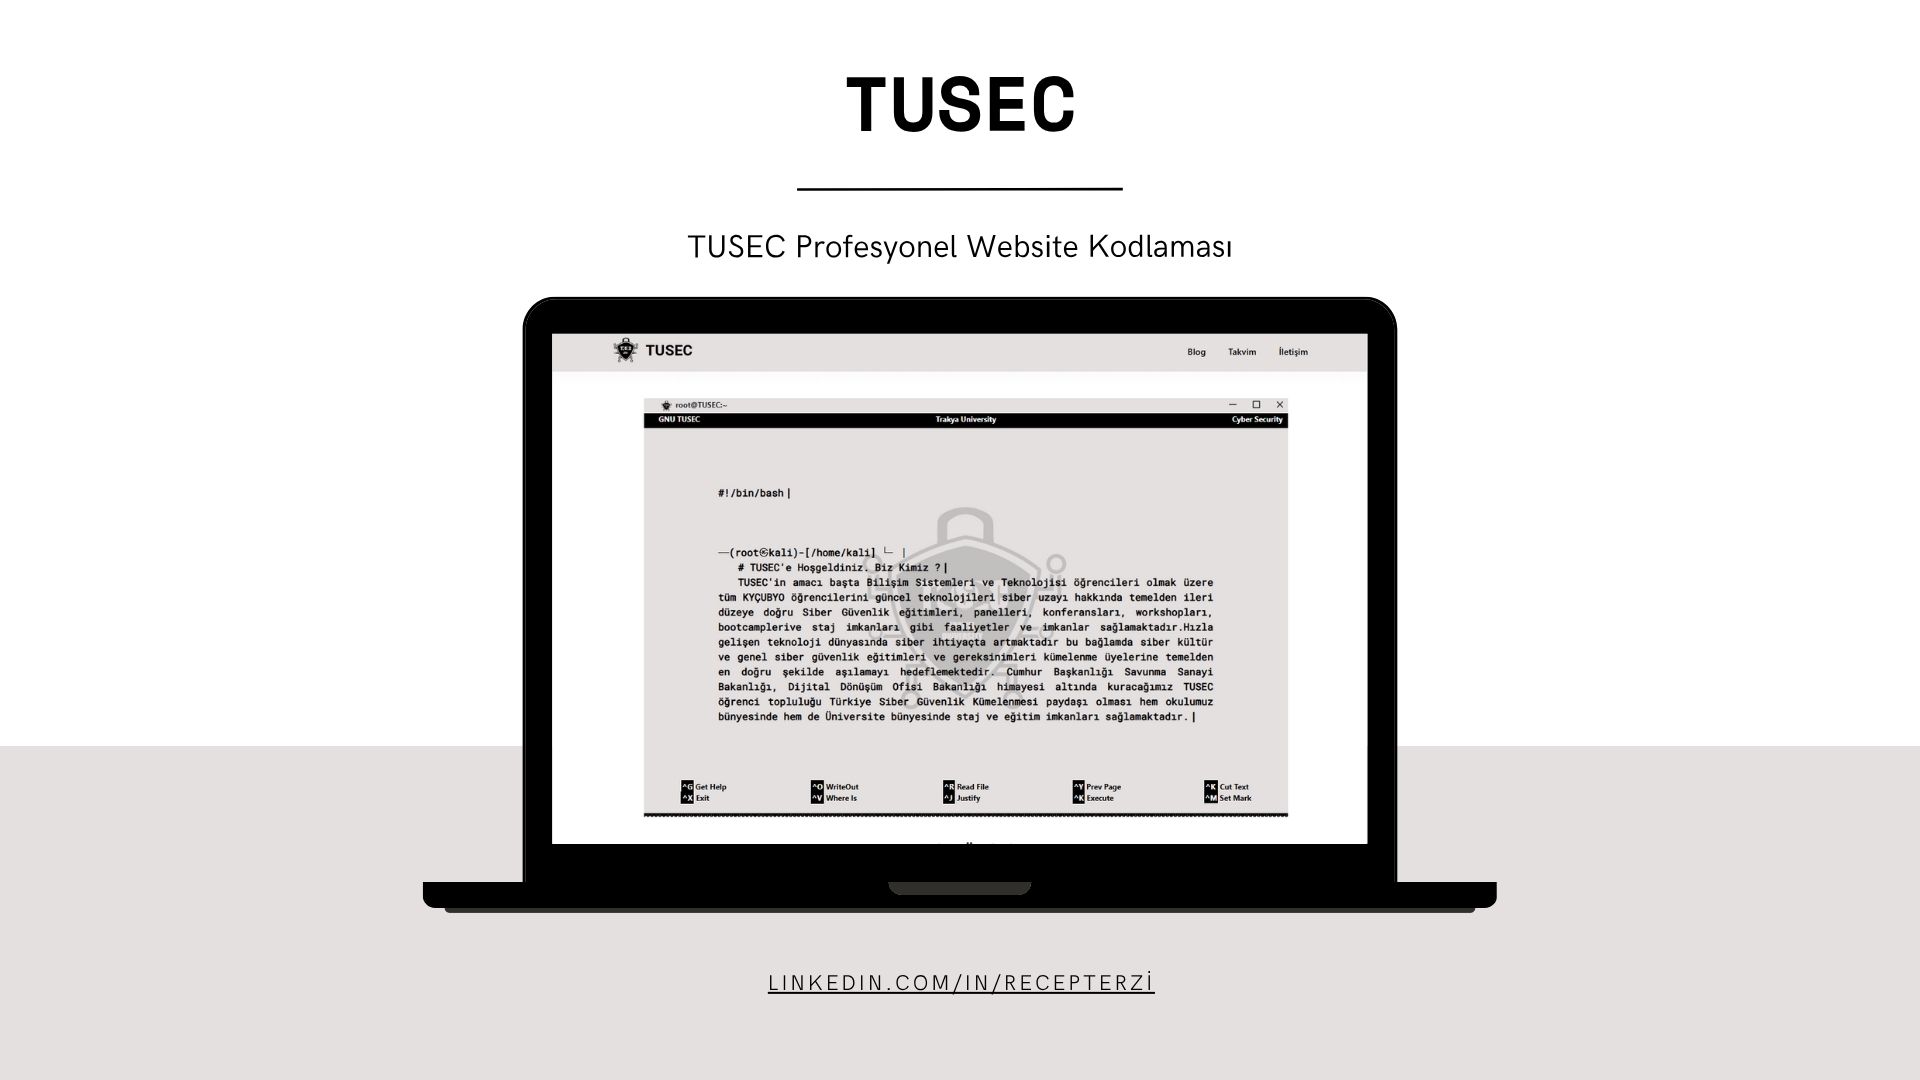 TUSEC
TUSEC Profesyonel Website Kodlaması
TUSEC
Blog Takvim İletişim
root@TUSEC:~
GNU TUSEC Trakya University Cyber Security
#!/bin/bash|
—(root㉿kali)-[/home/kali] └─ |
# TUSEC'e Hoşgeldiniz. Biz Kimiz ?|
TUSEC'in amacı başta Bilişim Sistemleri ve Teknolojisi öğrencileri olmak üzere
tüm KYÇUBYO öğrencilerini güncel teknolojileri siber uzayı hakkında temelden ileri
düzeye doğru Siber Güvenlik eğitimleri, panelleri, konferansları, workshopları,
bootcamplerive staj imkanları gibi faaliyetler ve imkanlar sağlamaktadır.Hızla
gelişen teknoloji dünyasında siber ihtiyaçta artmaktadır bu bağlamda siber kültür
ve genel siber güvenlik eğitimleri ve gereksinimleri kümelenme üyelerine temelden
en doğru şekilde aşılamayı hedeflemektedir. Cumhur Başkanlığı Savunma Sanayi
Bakanlığı, Dijital Dönüşüm Ofisi Bakanlığı himayesi altında kuracağımız TUSEC
öğrenci topluluğu Türkiye Siber Güvenlik Kümelenmesi paydaşı olması hem okulumuz
bünyesinde hem de Üniversite bünyesinde staj ve eğitim imkanları sağlamaktadır.|
^G Get Help ^O WriteOut ^R Read File ^Y Prev Page ^K Cut Text
^X Exit ^V Where Is ^J Justify ^K Execute ^M Set Mark
LINKEDIN.COM/IN/RECEPTERZİ